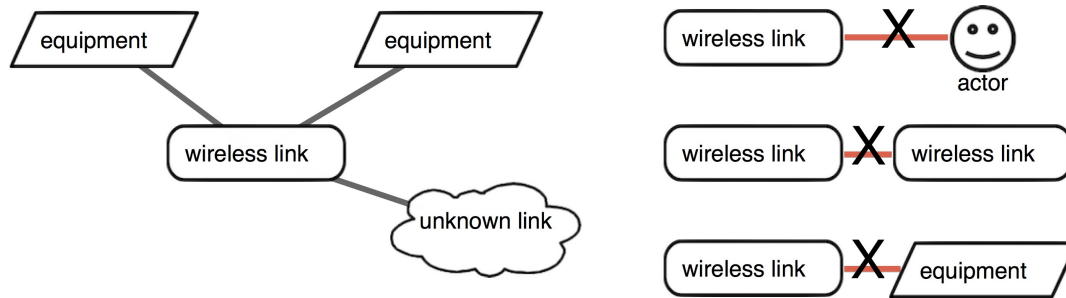 equipment
equipment
wireless link
unknown link
wireless link
X
actor
wireless link
X
wireless link
wireless link
X
equipment